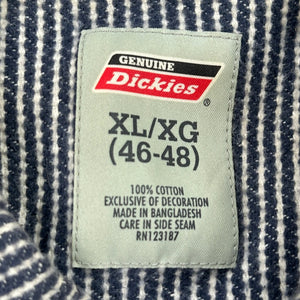 GENUINE
Dickies®
XL/XG
(46-48)
100% COTTON
EXCLUSIVE OF DECORATION
MADE IN BANGLADESH
CARE IN SIDE SEAM
RN123187